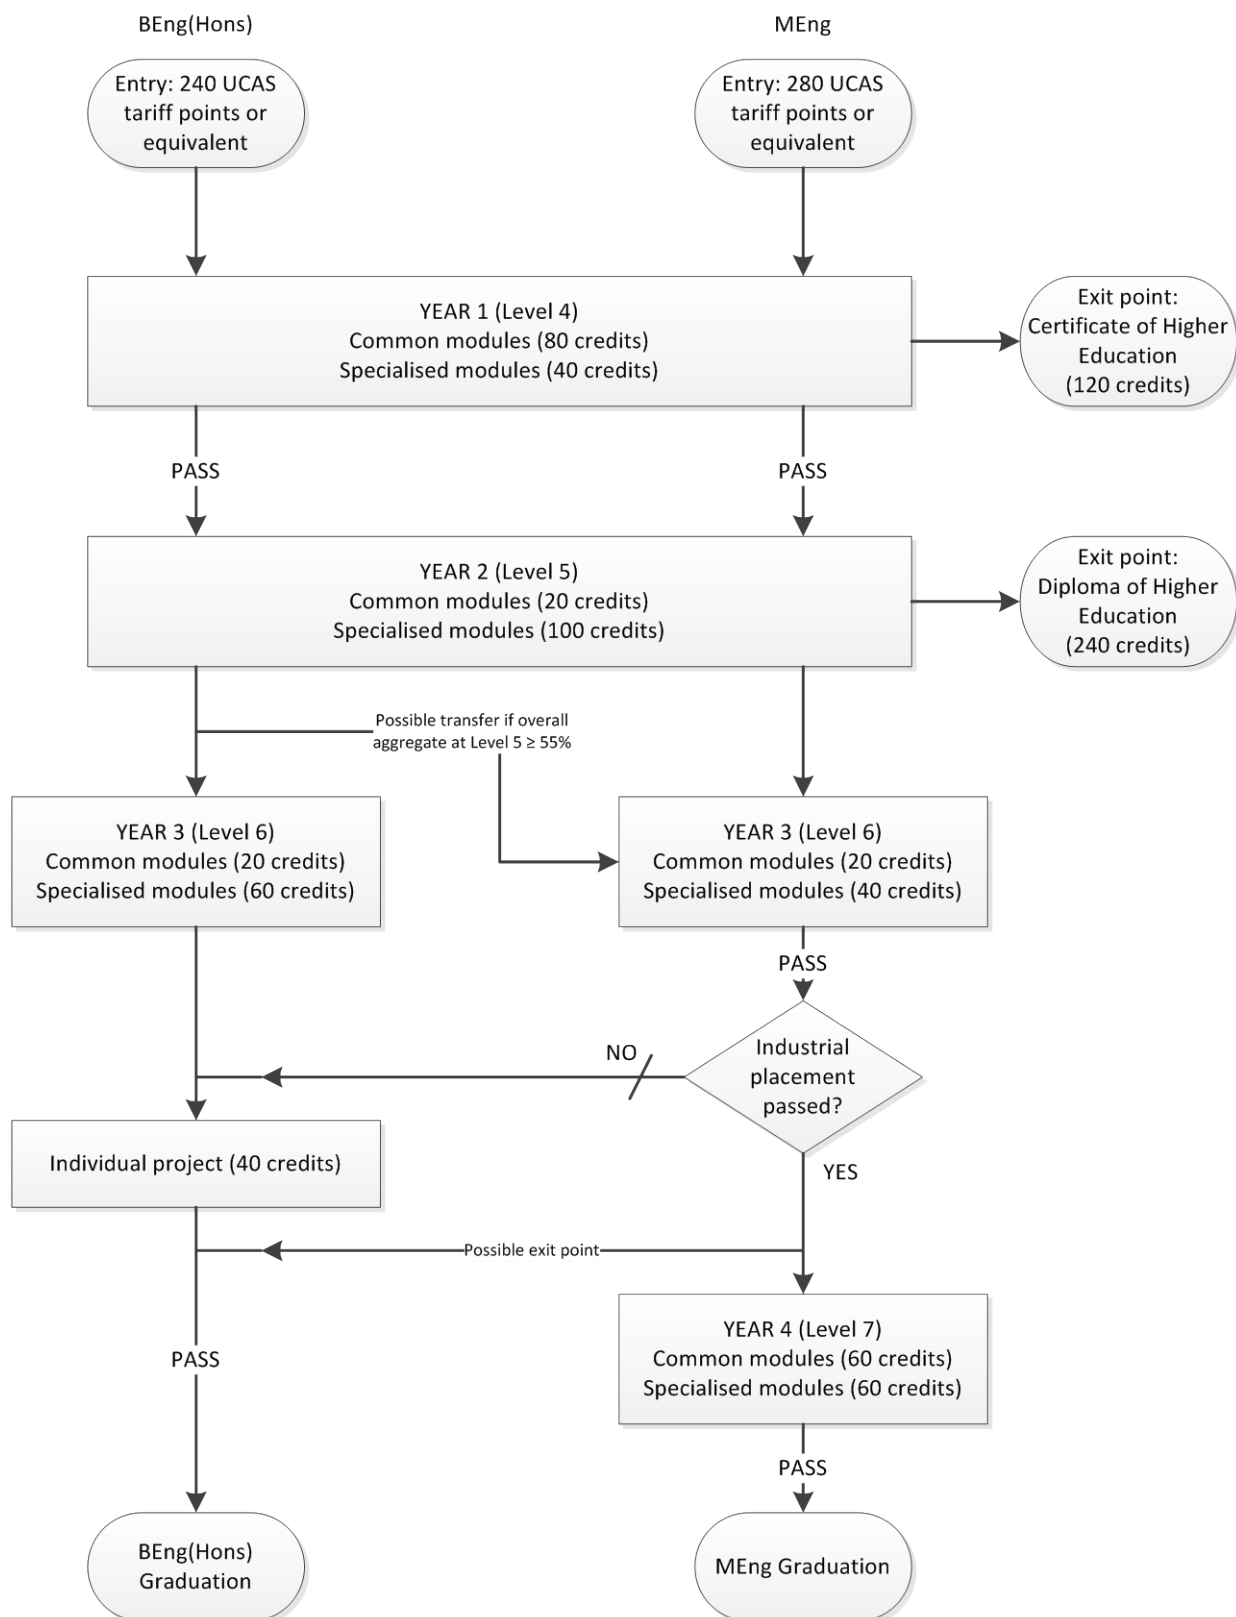 BEng(Hons)
MEng
Entry: 240 UCAS
tariff points or
equivalent
Entry: 280 UCAS
tariff points or
equivalent
YEAR 1 (Level 4)
Common modules (80 credits)
Specialised modules (40 credits)
Exit point:
Certificate of Higher
Education
(120 credits)
PASS
PASS
YEAR 2 (Level 5)
Common modules (20 credits)
Specialised modules (100 credits)
Exit point:
Diploma of Higher
Education
(240 credits)
Possible transfer if overall
aggregate at Level 5 ≥ 55%
YEAR 3 (Level 6)
Common modules (20 credits)
Specialised modules (60 credits)
YEAR 3 (Level 6)
Common modules (20 credits)
Specialised modules (40 credits)
PASS
Industrial
placement
passed?
NO
YES
Individual project (40 credits)
Possible exit point
YEAR 4 (Level 7)
Common modules (60 credits)
Specialised modules (60 credits)
PASS
PASS
BEng(Hons)
Graduation
MEng Graduation